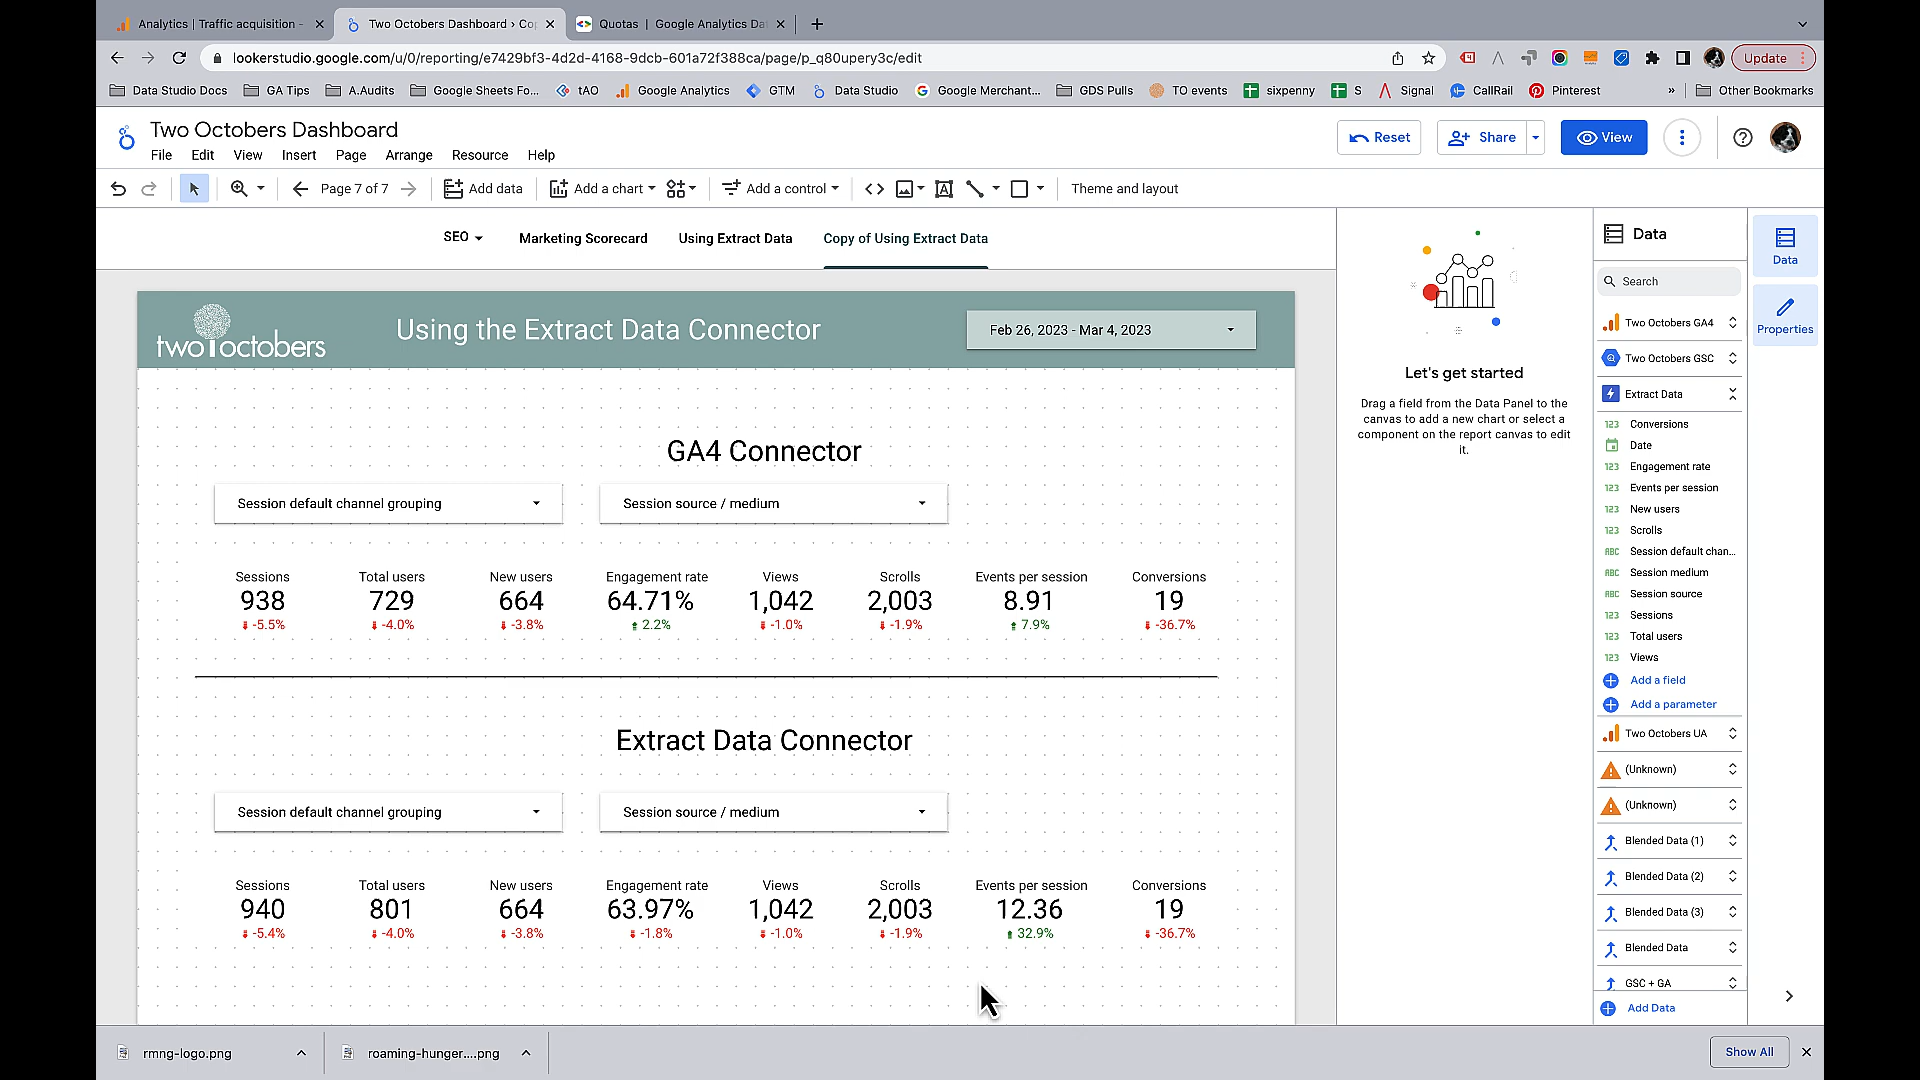 Analytics | Traffic acquisition -
Two Octobers Dashboard › Co
Quotas | Google Analytics Da
lookerstudio.google.com/u/0/reporting/e7429bf3-4d2d-4168-9dcb-601a72f388ca/page/p_q80upery3c/edit
Update
Data Studio Docs
GA Tips
A.Audits
Google Sheets Fo...
tAO
Google Analytics
GTM
Data Studio
Google Merchant...
GDS Pulls
TO events
sixpenny
S
Signal
CallRail
Pinterest
»
Other Bookmarks
Two Octobers Dashboard
File Edit View Insert Page Arrange Resource Help
Reset
Share
View
Page 7 of 7
Add data
Add a chart
Add a control
Theme and layout
SEO
Marketing Scorecard
Using Extract Data
Copy of Using Extract Data
two octobers
Using the Extract Data Connector
Feb 26, 2023 - Mar 4, 2023
GA4 Connector
Session default channel grouping
Session source / medium
Sessions Total users New users Engagement rate Views Scrolls Events per session Conversions
938 729 664 64.71% 1,042 2,003 8.91 19
-5.5% -4.0% -3.8% 2.2% -1.0% -1.9% 7.9% -36.7%
Extract Data Connector
Session default channel grouping
Session source / medium
Sessions Total users New users Engagement rate Views Scrolls Events per session Conversions
940 801 664 63.97% 1,042 2,003 12.36 19
-5.4% -4.0% -3.8% -1.8% -1.0% -1.9% 32.9% -36.7%
Let's get started
Drag a field from the Data Panel to the
canvas to add a new chart or select a
component on the report canvas to edit
it.
Data
Search
Two Octobers GA4
Two Octobers GSC
Extract Data
123 Conversions
Date
123 Engagement rate
123 Events per session
123 New users
123 Scrolls
ABC Session default chan...
ABC Session medium
ABC Session source
123 Sessions
123 Total users
123 Views
Add a field
Add a parameter
Two Octobers UA
(Unknown)
(Unknown)
Blended Data (1)
Blended Data (2)
Blended Data (3)
Blended Data
GSC + GA
Add Data
Data
Properties
rmng-logo.png
roaming-hunger....png
Show All